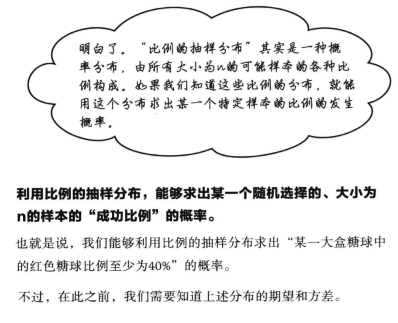 明白了。“比例的抽样分布”其实是一种概
率分布，由所有大小为n的可能样本的各种比
例构成。如果我们知道这些比例的分布，就能
用这个分布求出某一个特定样本的比例的发生
概率。
利用比例的抽样分布，能够求出某一个随机选择的、大小为
n的样本的“成功比例”的概率。
也就是说，我们能够利用比例的抽样分布求出“某一大盒糖球中
的红色糖球比例至少为40%”的概率。
不过，在此之前，我们需要知道上述分布的期望和方差。